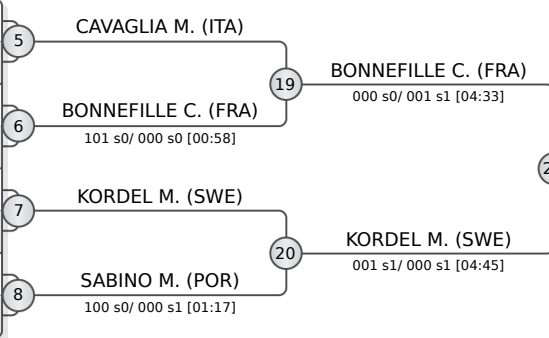 CAVAGLIA M. (ITA)
5
BONNEFILLE C. (FRA)
19
000 s0/ 001 s1 [04:33]
BONNEFILLE C. (FRA)
6
101 s0/ 000 s0 [00:58]
KORDEL M. (SWE)
7
KORDEL M. (SWE)
20
001 s1/ 000 s1 [04:45]
SABINO M. (POR)
8
100 s0/ 000 s1 [01:17]